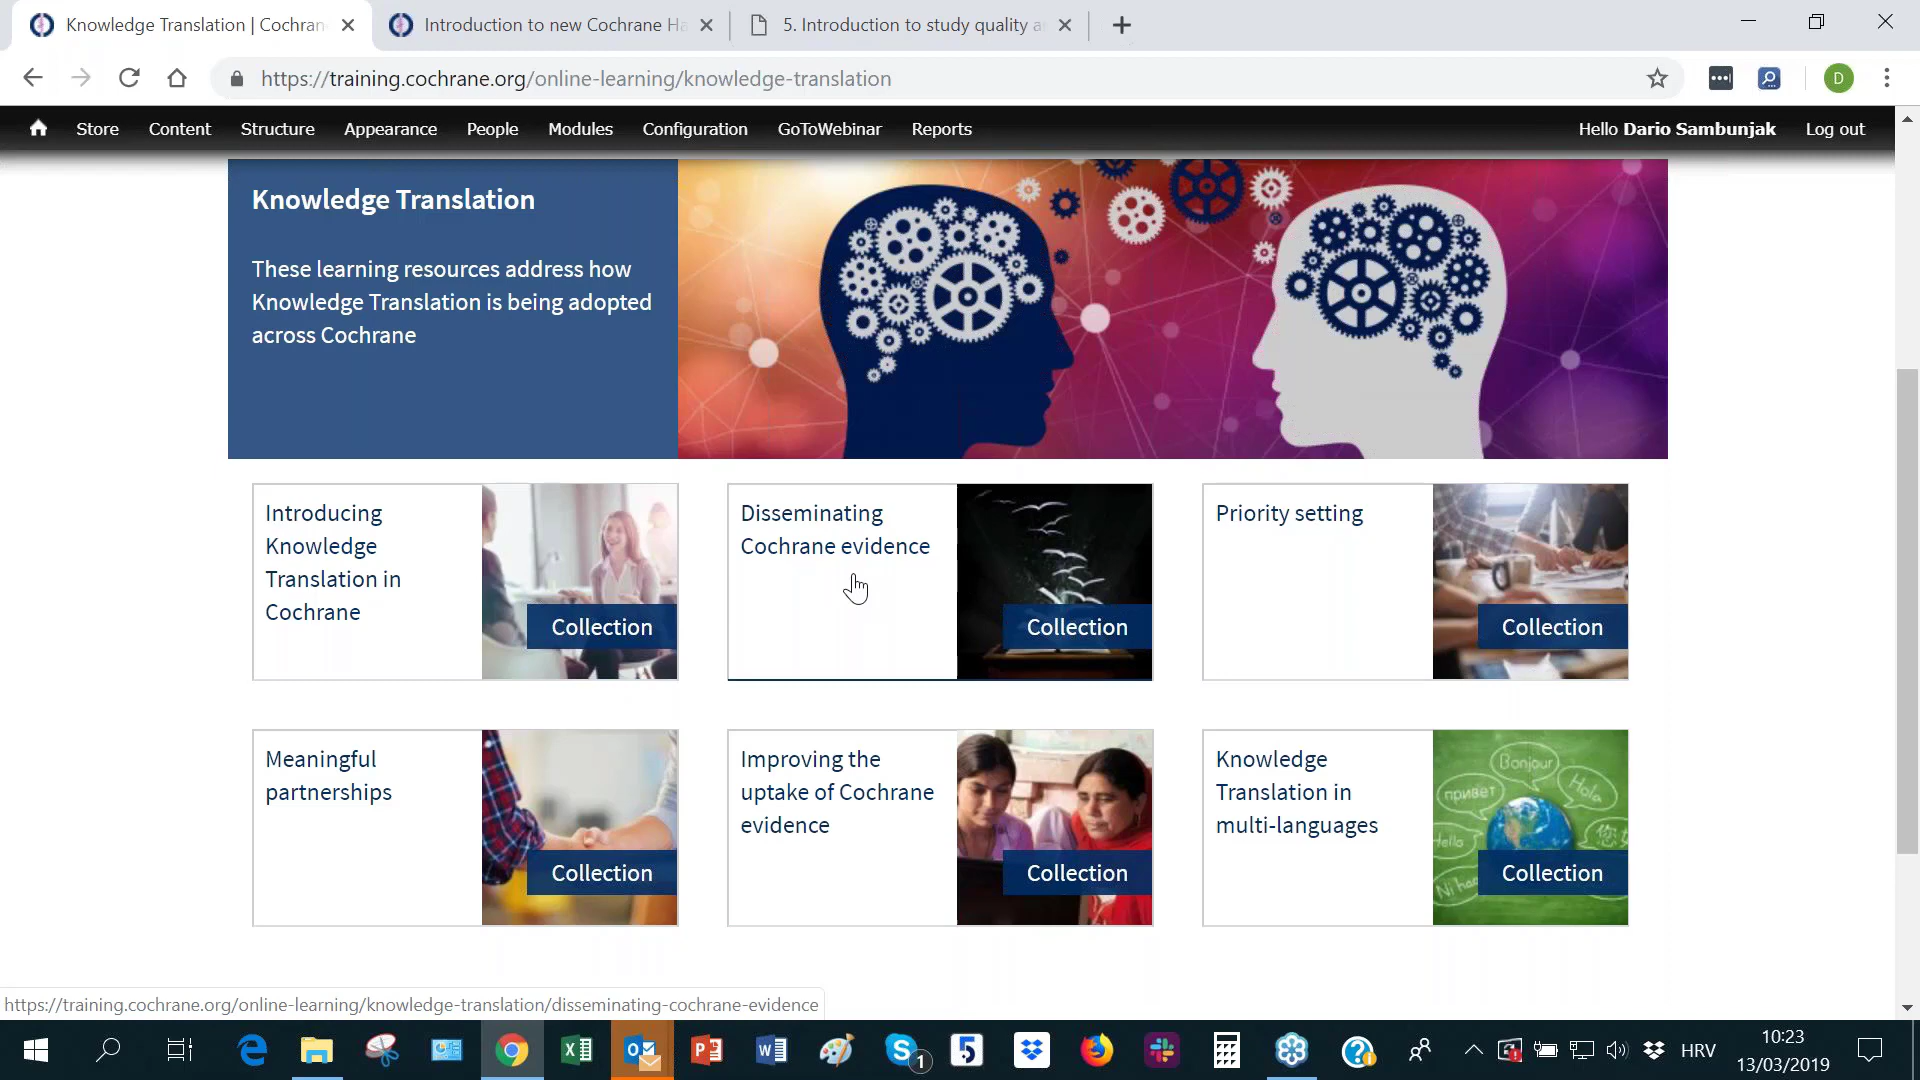 Knowledge Translation | Cochran
Introduction to new Cochrane Ha
5. Introduction to study quality a
https://training.cochrane.org/online-learning/knowledge-translation
D
Store
Content
Structure
Appearance
People
Modules
Configuration
GoToWebinar
Reports
Hello Dario Sambunjak
Log out
Knowledge Translation
These learning resources address how
Knowledge Translation is being adopted
across Cochrane
Introducing
Knowledge
Translation in
Cochrane
Collection
Disseminating
Cochrane evidence
Collection
Priority setting
Collection
Meaningful
partnerships
Collection
Improving the
uptake of Cochrane
evidence
Collection
Knowledge
Translation in
multi-languages
Bonjour
привет
Hola
Hello
Collection
https://training.cochrane.org/online-learning/knowledge-translation/disseminating-cochrane-evidence
1
5
HRV
10:23
13/03/2019